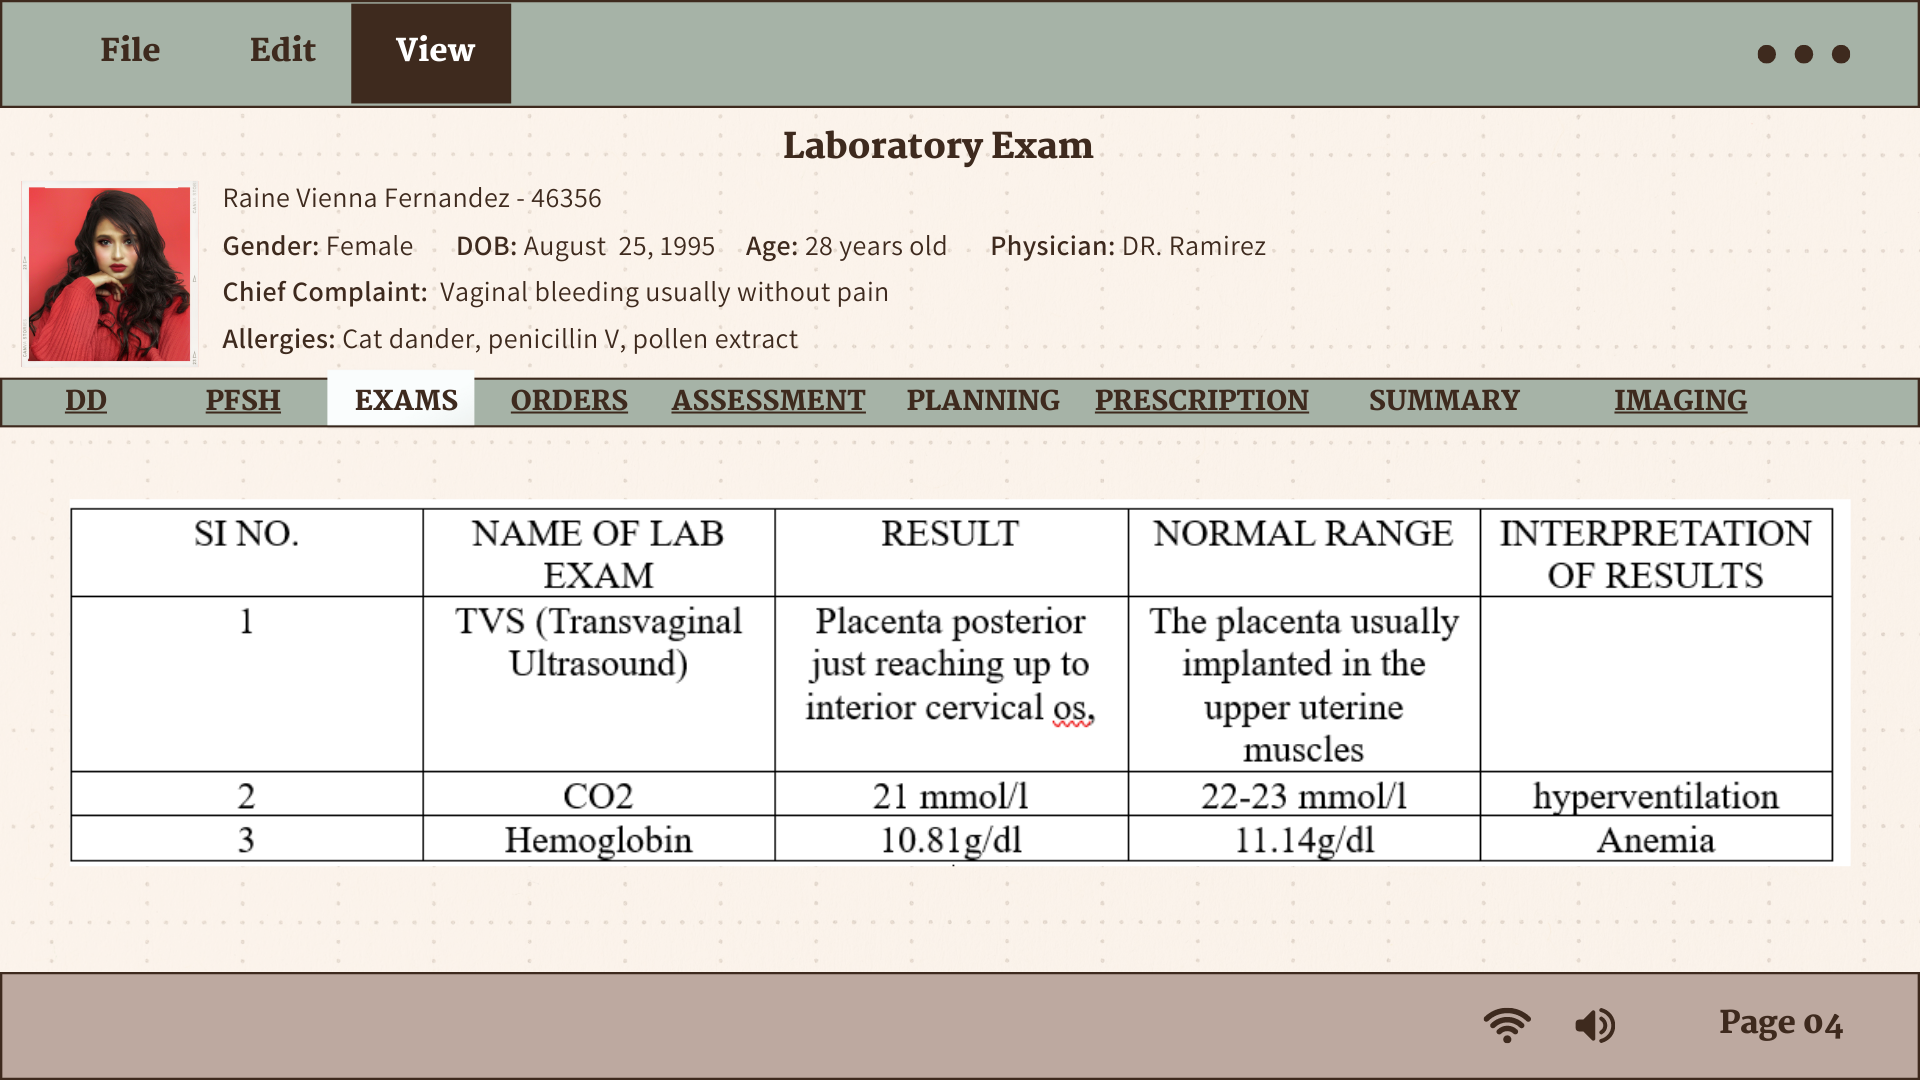 File Edit View
Laboratory Exam
Raine Vienna Fernandez - 46356
Gender: Female DOB: August 25, 1995 Age: 28 years old Physician: DR. Ramirez
Chief Complaint: Vaginal bleeding usually without pain
Allergies: Cat dander, penicillin V, pollen extract
DD PFSH EXAMS ORDERS ASSESSMENT PLANNING PRESCRIPTION SUMMARY IMAGING
SI NO.
NAME OF LAB
EXAM
RESULT
NORMAL RANGE
INTERPRETATION
OF RESULTS
1
TVS (Transvaginal
Ultrasound)
Placenta posterior
just reaching up to
interior cervical os,
The placenta usually
implanted in the
upper uterine
muscles
2
CO2
21 mmol/l
22-23 mmol/l
hyperventilation
3
Hemoglobin
10.81g/dl
11.14g/dl
Anemia
Page 04